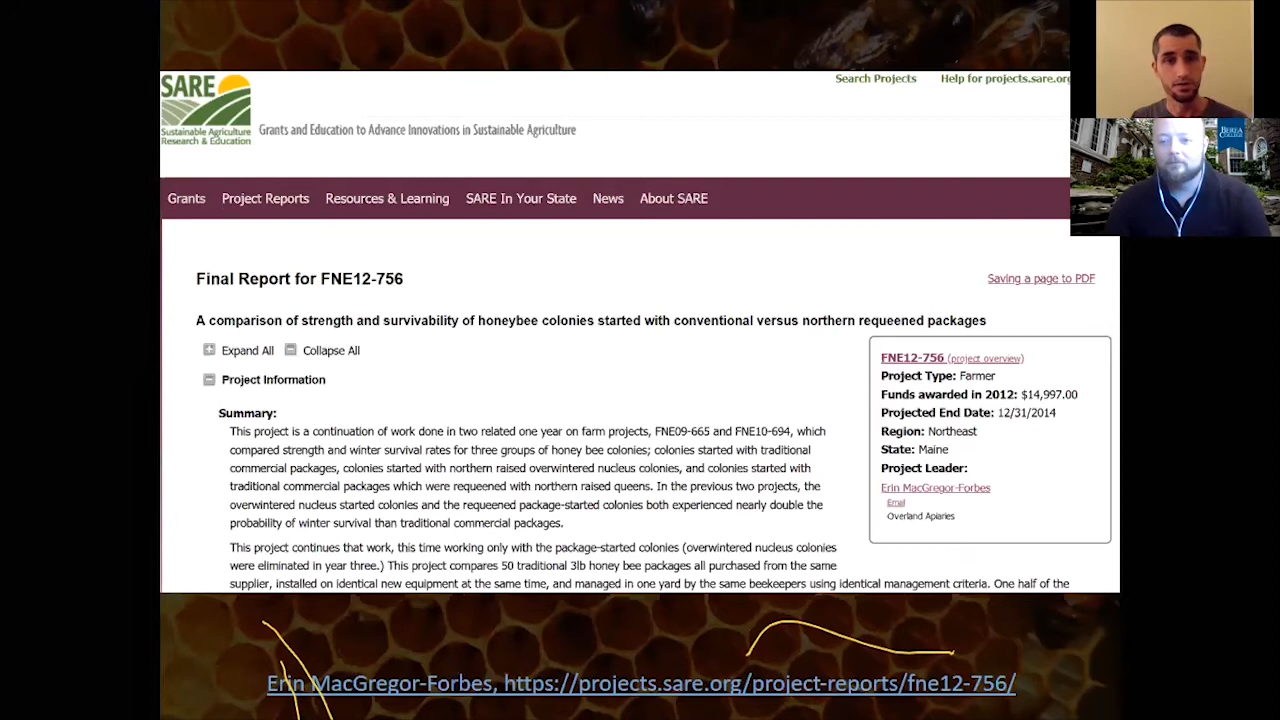 SARE
Sustainable Agriculture
Research & Education
Grants and Education to Advance Innovations in Sustainable Agriculture
Search Projects
Help for projects.sare.org
BEREA
COLLEGE
Grants
Project Reports
Resources & Learning
SARE In Your State
News
About SARE
Final Report for FNE12-756
Saving a page to PDF
A comparison of strength and survivability of honeybee colonies started with conventional versus northern requeened packages
Expand All
Collapse All
Project Information
Summary:
This project is a continuation of work done in two related one year on farm projects, FNE09-665 and FNE10-694, which
compared strength and winter survival rates for three groups of honey bee colonies; colonies started with traditional
commercial packages, colonies started with northern raised overwintered nucleus colonies, and colonies started with
traditional commercial packages which were requeened with northern raised queens. In the previous two projects, the
overwintered nucleus started colonies and the requeened package-started colonies both experienced nearly double the
probability of winter survival than traditional commercial packages.
This project continues that work, this time working only with the package-started colonies (overwintered nucleus colonies
were eliminated in year three.) This project compares 50 traditional 3lb honey bee packages all purchased from the same
supplier, installed on identical new equipment at the same time, and managed in one yard by the same beekeepers using identical management criteria. One half of the
FNE12-756 (project overview)
Project Type: Farmer
Funds awarded in 2012: $14,997.00
Projected End Date: 12/31/2014
Region: Northeast
State: Maine
Project Leader:
Erin MacGregor-Forbes
Email
Overland Apiaries
Erin MacGregor-Forbes, https://projects.sare.org/project-reports/fne12-756/